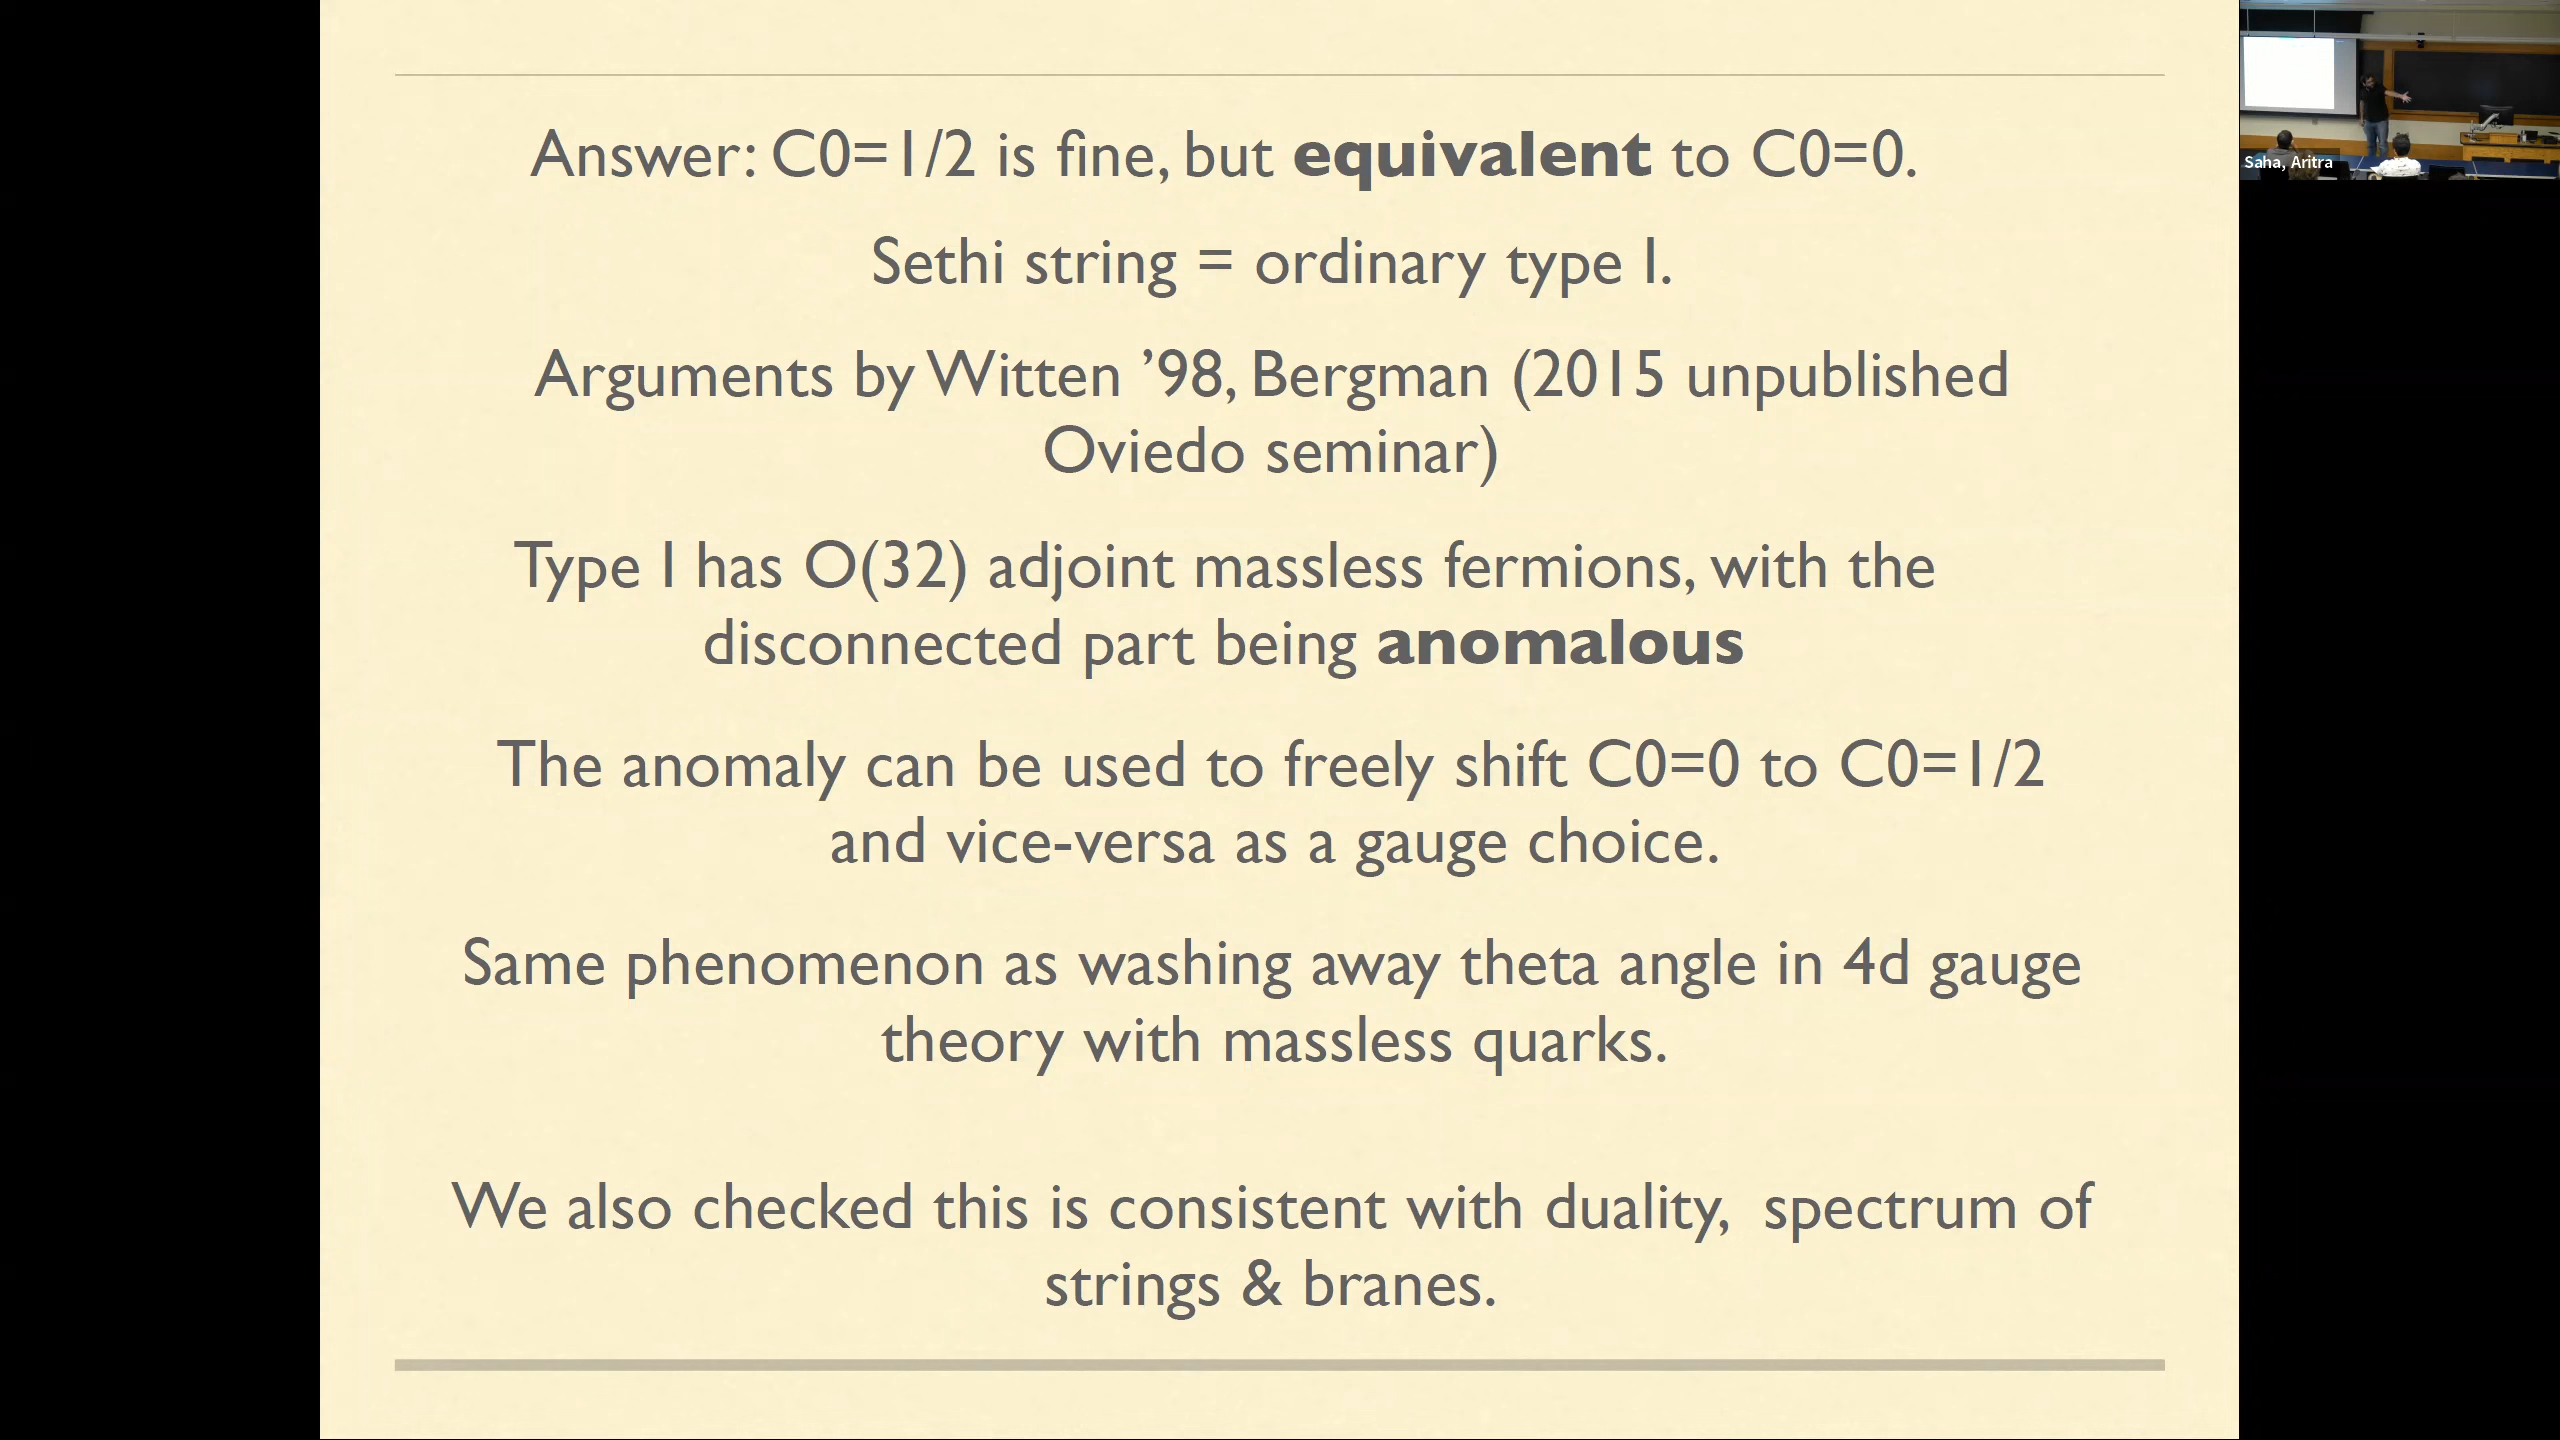 Answer: C0=1/2 is fine, but equivalent to C0=0.
Sethi string = ordinary type I.
Arguments by Witten ’98, Bergman (2015 unpublished
Oviedo seminar)
Type I has O(32) adjoint massless fermions, with the
disconnected part being anomalous
The anomaly can be used to freely shift C0=0 to C0=1/2
and vice-versa as a gauge choice.
Same phenomenon as washing away theta angle in 4d gauge
theory with massless quarks.
We also checked this is consistent with duality,  spectrum of
strings & branes.
Saha, Aritra